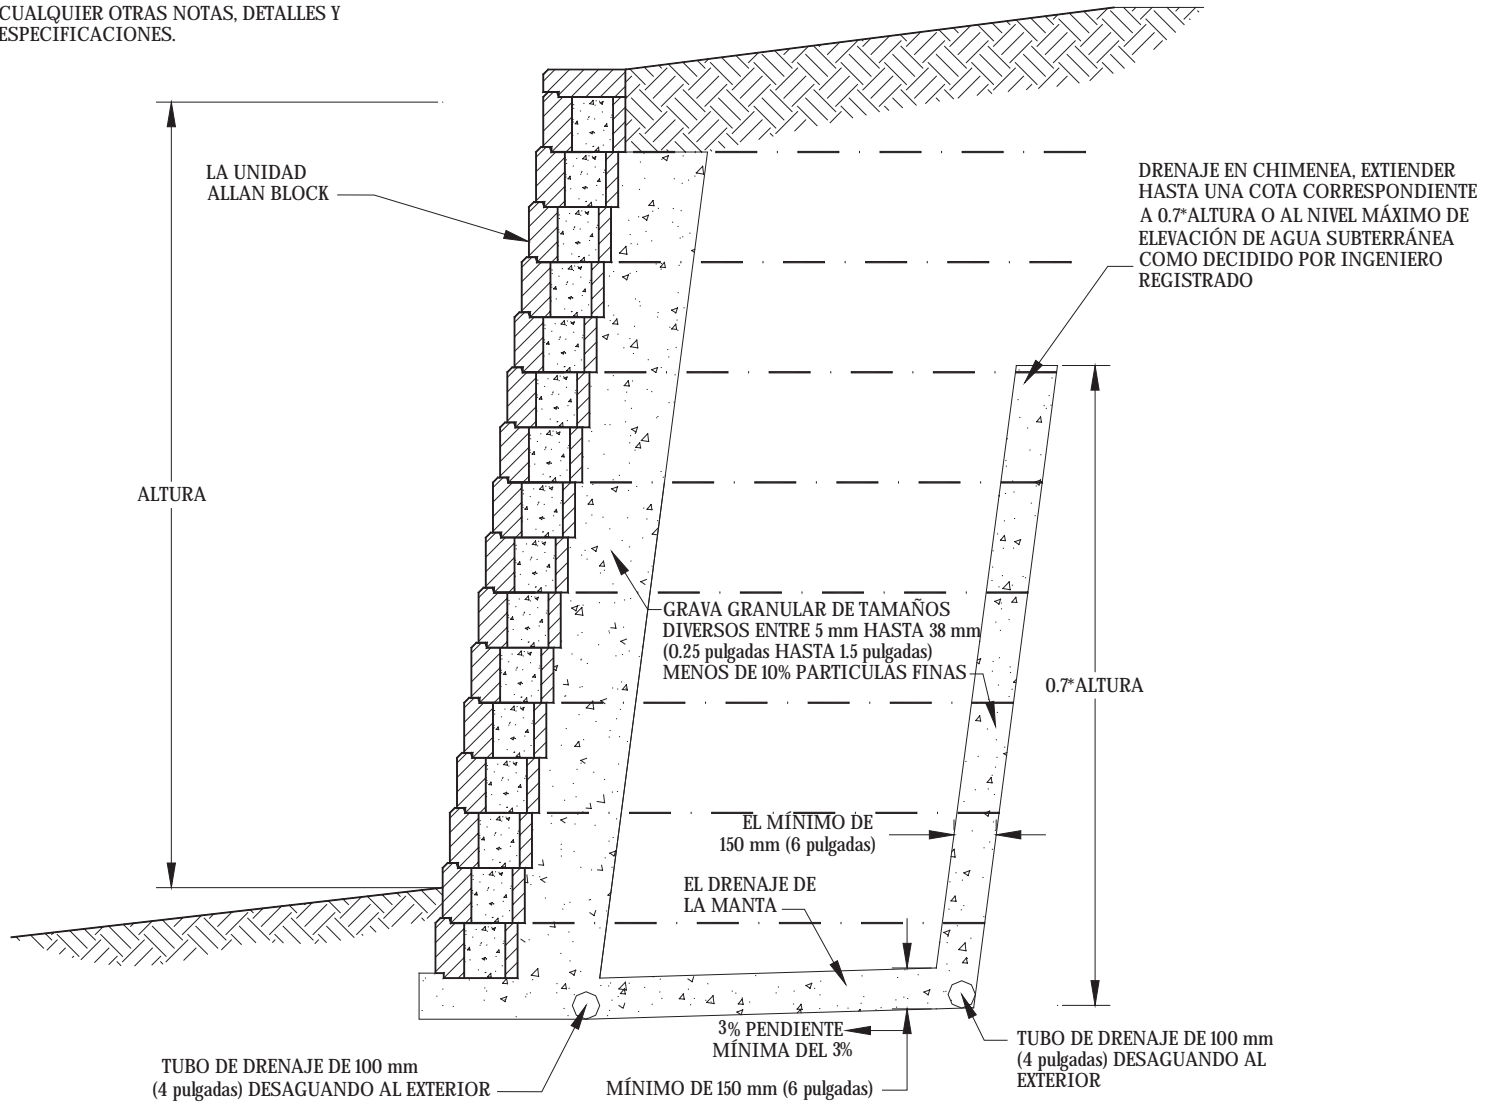 CUALQUIER OTRAS NOTAS, DETALLES Y
ESPECIFICACIONES.
LA UNIDAD
ALLAN BLOCK
DRENAJE EN CHIMENEA, EXTIENDER
HASTA UNA COTA CORRESPONDIENTE
A 0.7*ALTURA O AL NIVEL MÁXIMO DE
ELEVACIÓN DE AGUA SUBTERRÁNEA
COMO DECIDIDO POR INGENIERO
REGISTRADO
ALTURA
GRAVA GRANULAR DE TAMAÑOS
DIVERSOS ENTRE 5 mm HASTA 38 mm
(0.25 pulgadas HASTA 1.5 pulgadas)
MENOS DE 10% PARTICULAS FINAS
0.7*ALTURA
EL MÍNIMO DE
150 mm (6 pulgadas)
EL DRENAJE DE
LA MANTA
3% PENDIENTE
MÍNIMA DEL 3%
TUBO DE DRENAJE DE 100 mm
(4 pulgadas) DESAGUANDO AL EXTERIOR
MÍNIMO DE 150 mm (6 pulgadas)
TUBO DE DRENAJE DE 100 mm
(4 pulgadas) DESAGUANDO AL
EXTERIOR